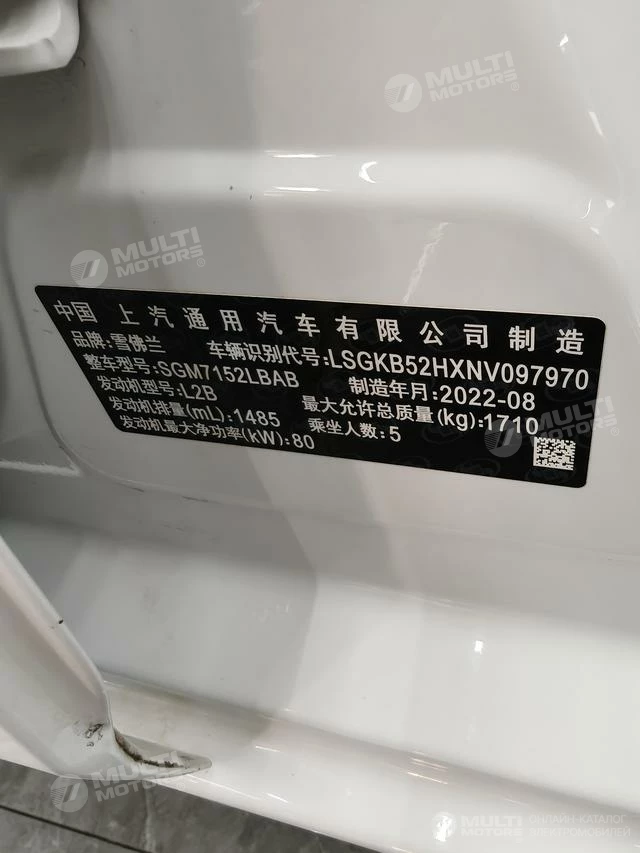 MULTI
MOTORS®
MULTI
MOTORS®
中国 上汽通用汽车有限公司制造
品牌:雪佛兰 车辆识别代号:LSGKB52HXNV097970
整车型号:SGM7152LBAB 制造年月:2022-08
发动机型号:L2B 最大允许总质量(kg):1710
发动机排量(mL):1485 乘坐人数:5
发动机最大净功率(kW):80
MULTI
MOTORS®
MULTI
MOTORS®
MULTI
MOTORS
ОНЛАЙН-КАТАЛОГ
ЭЛЕКТРОМОБИЛЕЙ